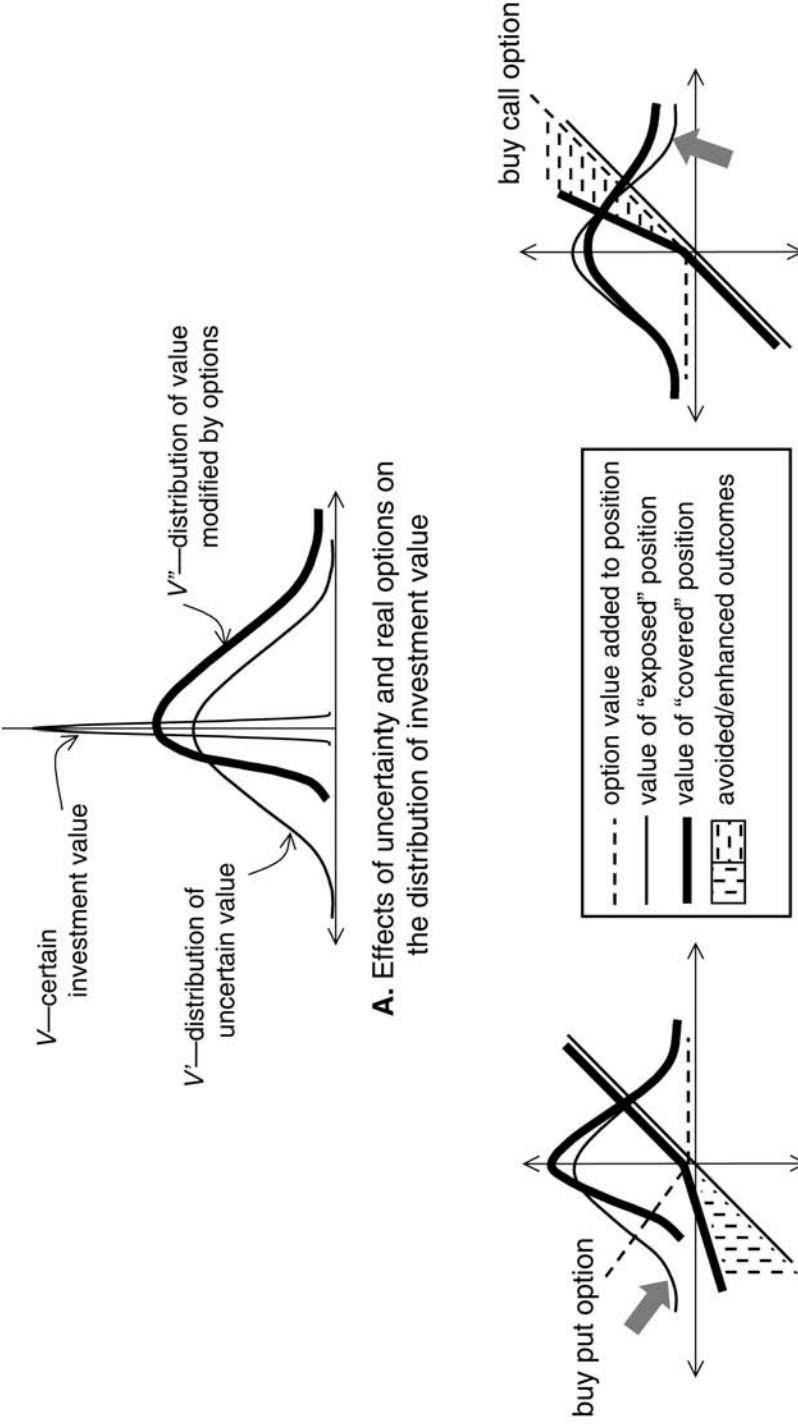 V—certain
investment value
V'—distribution of
uncertain value
V"—distribution of value
modified by options
A. Effects of uncertainty and real options on
the distribution of investment value
buy put option
option value added to position
value of “exposed” position
value of “covered” position
avoided/enhanced outcomes
buy call option